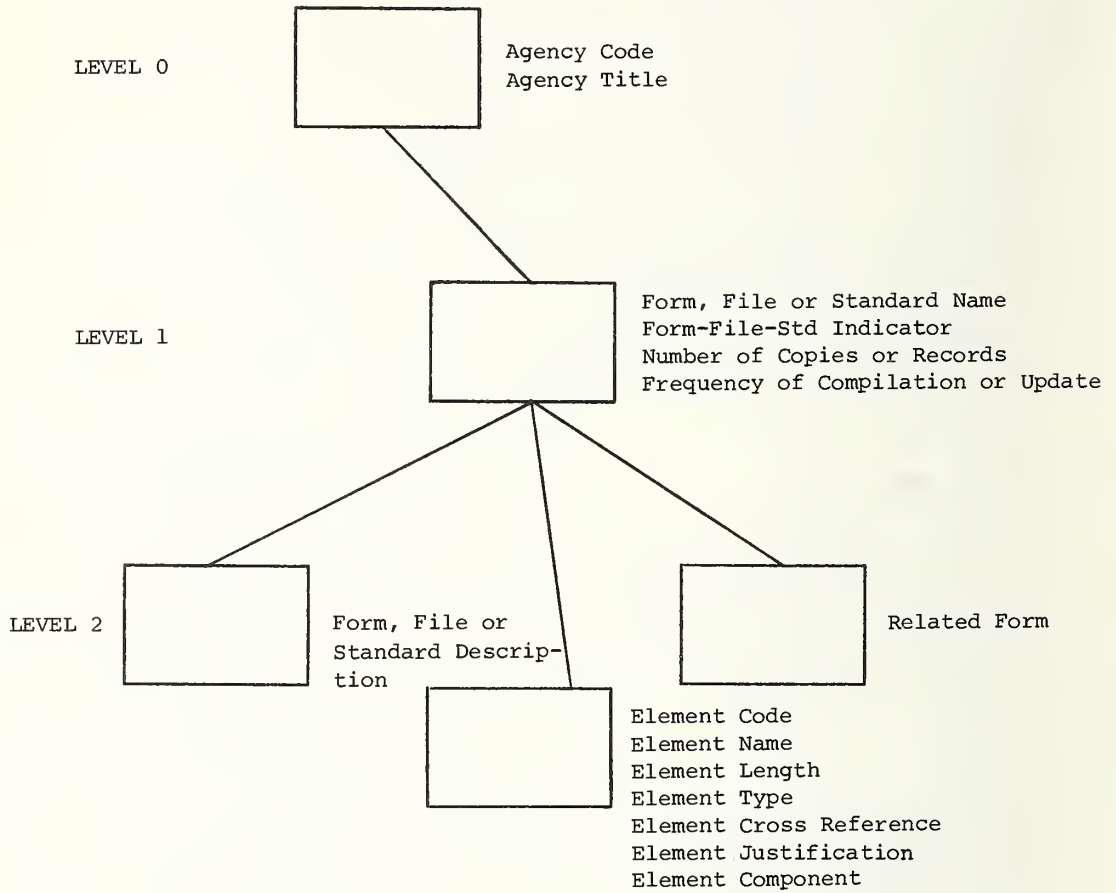 LEVEL 0
Agency Code
Agency Title
LEVEL 1
Form, File or Standard Name
Form-File-Std Indicator
Number of Copies or Records
Frequency of Compilation or Update
LEVEL 2
Form, File or
Standard Descrip-
tion
Related Form
Element Code
Element Name
Element Length
Element Type
Element Cross Reference
Element Justification
Element Component